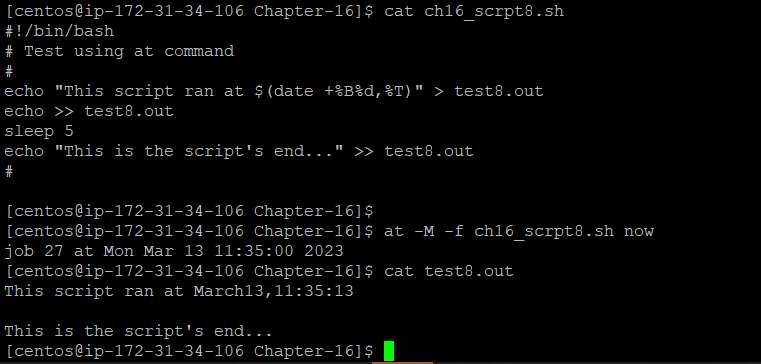 [centos@ip-172-31-34-106 Chapter-16]$ cat ch16_scrpt8.sh
#!/bin/bash
# Test using at command
#
echo "This script ran at $(date +%B%d,%T)" > test8.out
echo >> test8.out
sleep 5
echo "This is the script's end..." >> test8.out
#
[centos@ip-172-31-34-106 Chapter-16]$
[centos@ip-172-31-34-106 Chapter-16]$ at -M -f ch16_scrpt8.sh now
job 27 at Mon Mar 13 11:35:00 2023
[centos@ip-172-31-34-106 Chapter-16]$ cat test8.out
This script ran at March13,11:35:13
This is the script's end...
[centos@ip-172-31-34-106 Chapter-16]$